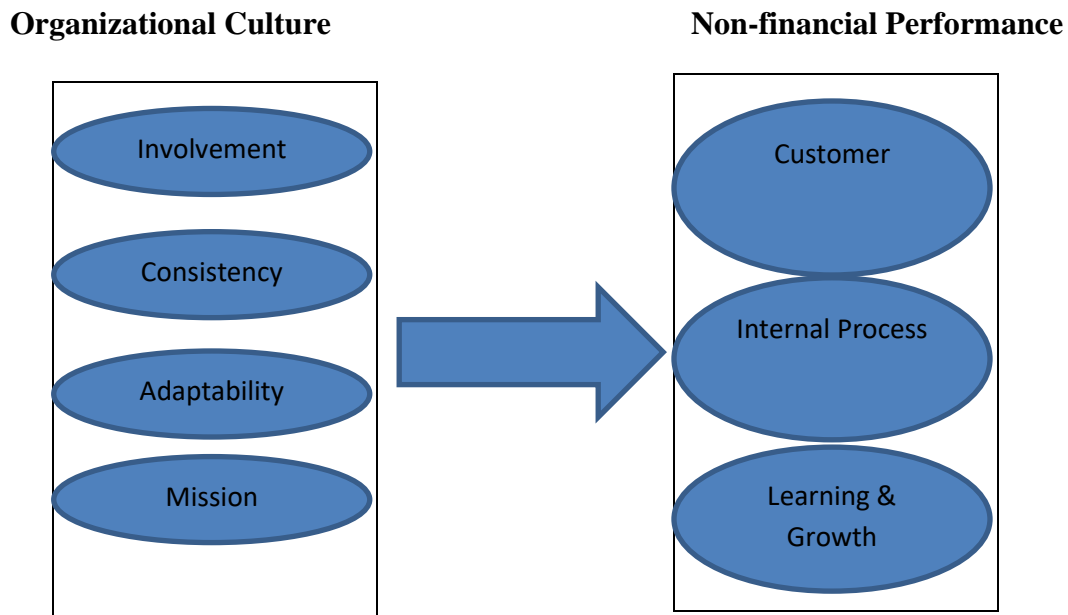 Organizational Culture
Non-financial Performance
Involvement
Consistency
Adaptability
Mission
Customer
Internal Process
Learning &
Growth